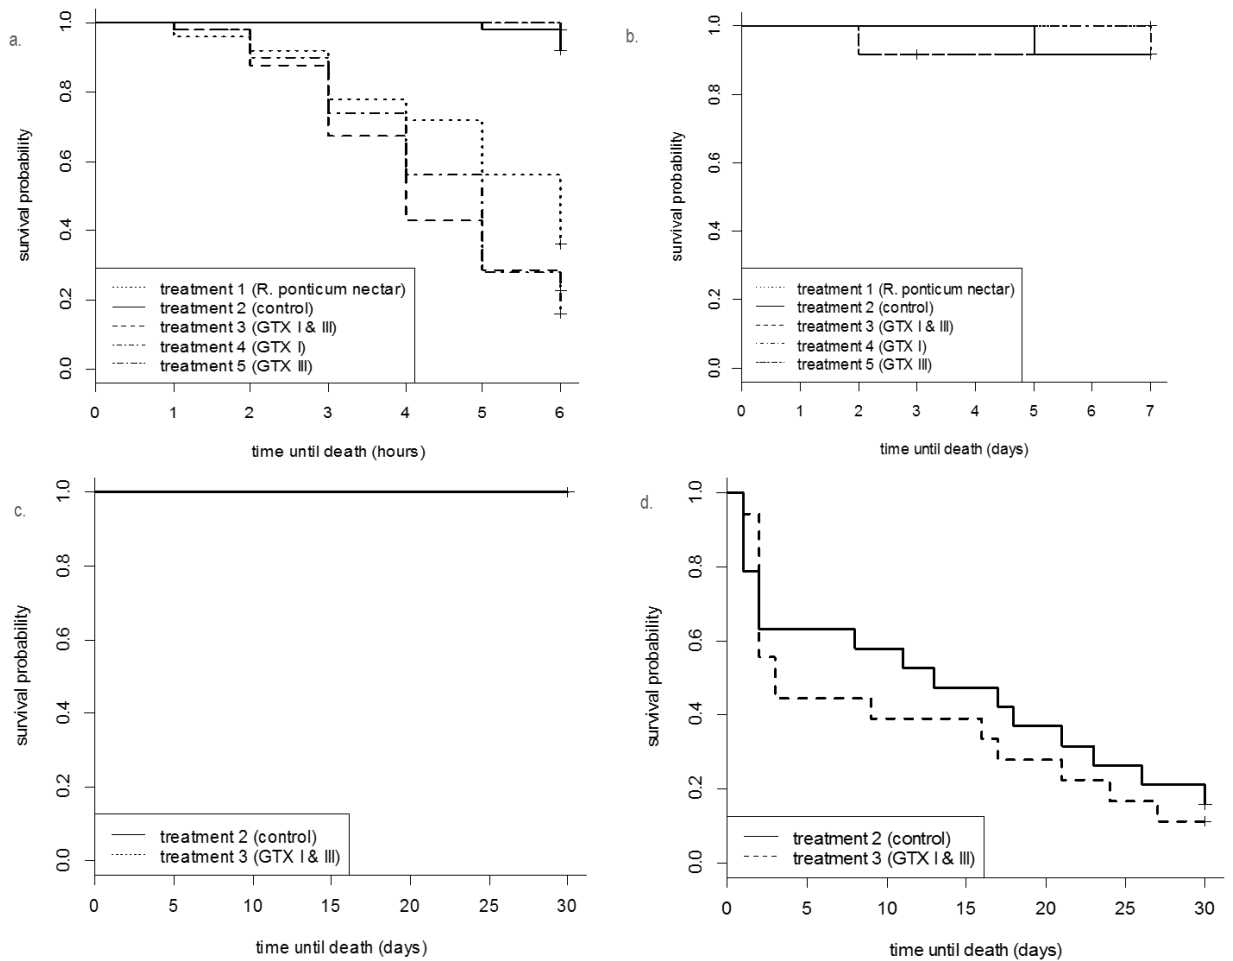 a.
survival probability
1.0
0.8
0.6
0.4
0.2
0.0
treatment 1 (R. ponticum nectar)
treatment 2 (control)
treatment 3 (GTX I & III)
treatment 4 (GTX I)
treatment 5 (GTX III)
0 1 2 3 4 5 6
time until death (hours)
b.
survival probability
1.0
0.8
0.6
0.4
0.2
0.0
treatment 1 (R. ponticum nectar)
treatment 2 (control)
treatment 3 (GTX I & III)
treatment 4 (GTX I)
treatment 5 (GTX III)
0 1 2 3 4 5 6 7
time until death (days)
c.
survival probability
1.0
0.8
0.6
0.4
0.2
0.0
treatment 2 (control)
treatment 3 (GTX I & III)
0 5 10 15 20 25 30
time until death (days)
d.
survival probability
1.0
0.8
0.6
0.4
0.2
0.0
treatment 2 (control)
treatment 3 (GTX I & III)
0 5 10 15 20 25 30
time until death (days)